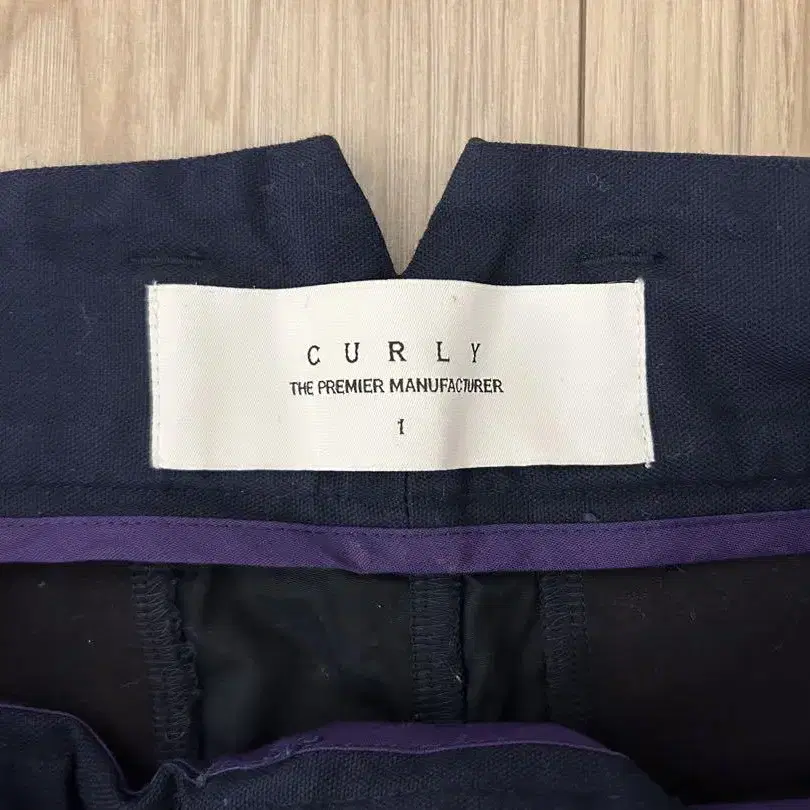 CURLY
THE PREMIER MANUFACTURER
1